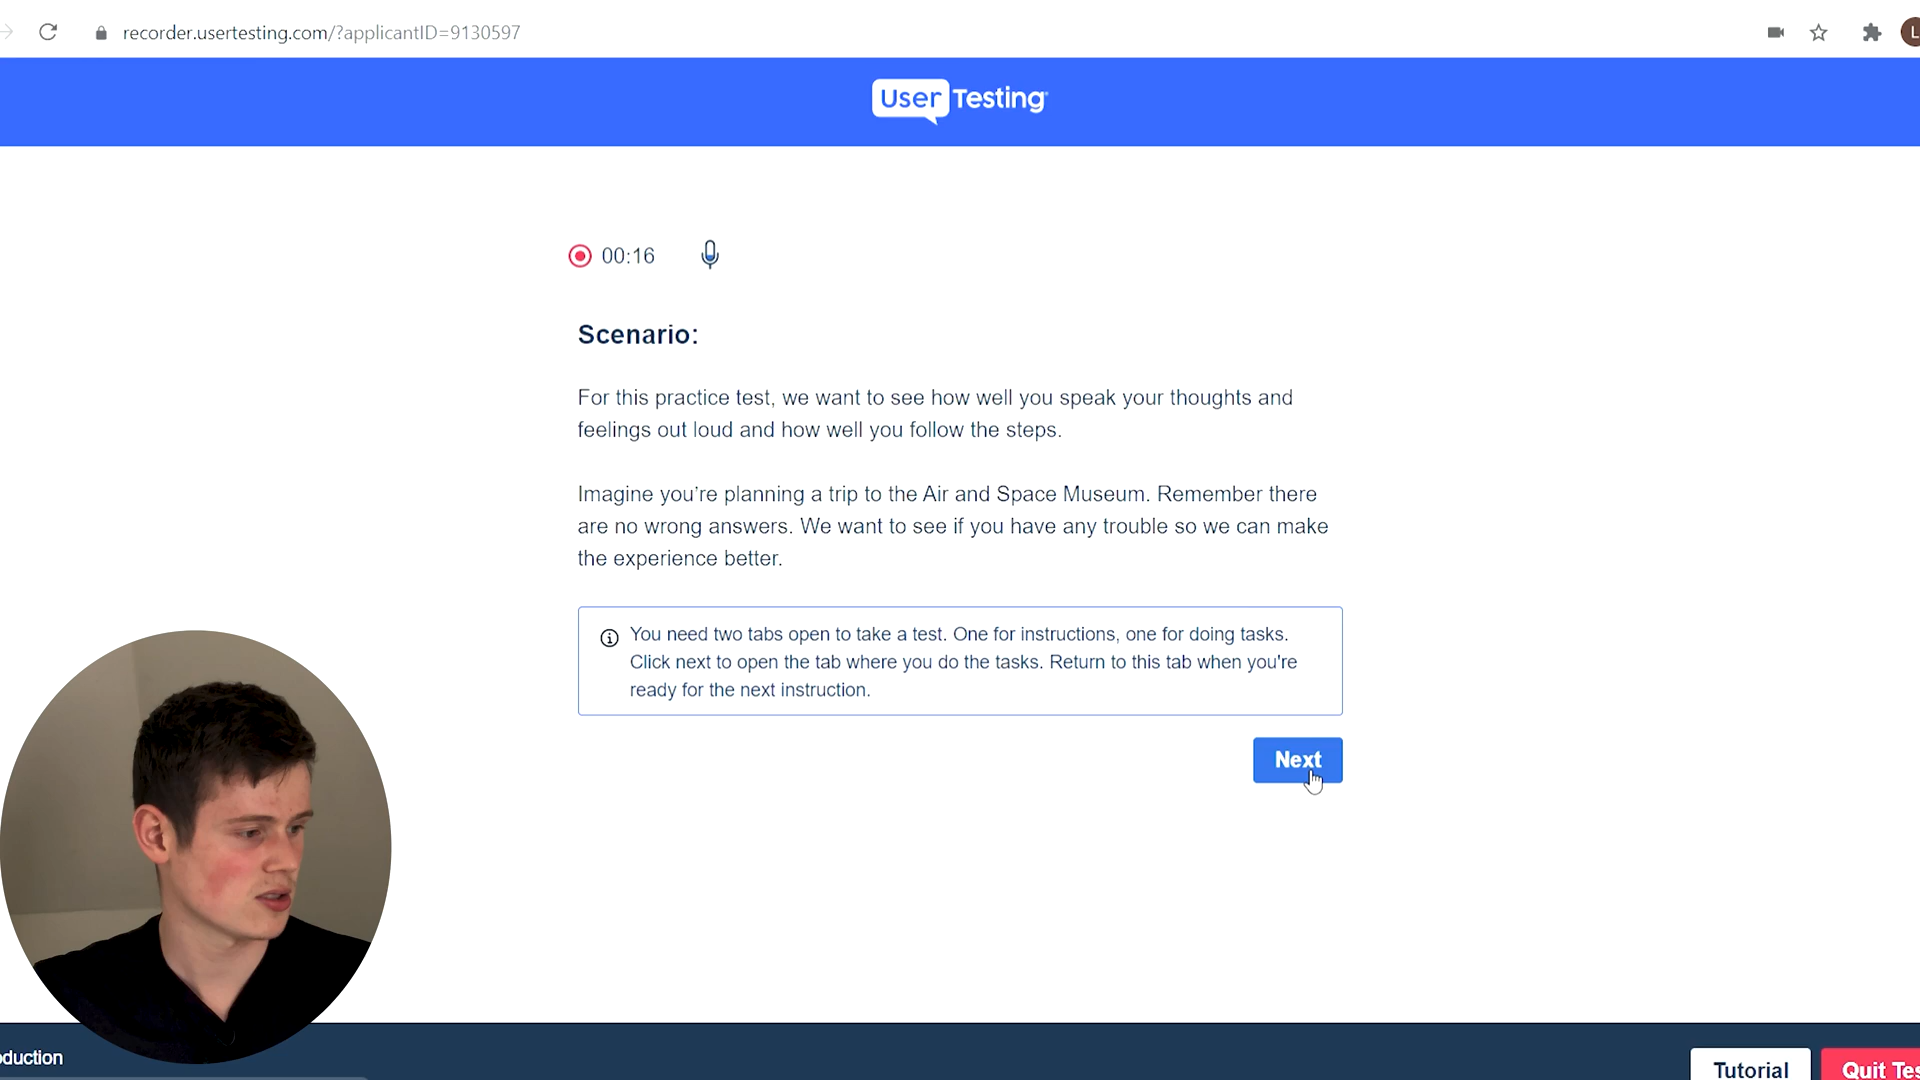 recorder.usertesting.com/?applicantID=9130597
L
User Testing
00:16
Scenario:
For this practice test, we want to see how well you speak your thoughts and
feelings out loud and how well you follow the steps.
Imagine you're planning a trip to the Air and Space Museum. Remember there
are no wrong answers. We want to see if you have any trouble so we can make
the experience better.
You need two tabs open to take a test. One for instructions, one for doing tasks.
Click next to open the tab where you do the tasks. Return to this tab when you're
ready for the next instruction.
Next
oduction
Tutorial
Quit Tes